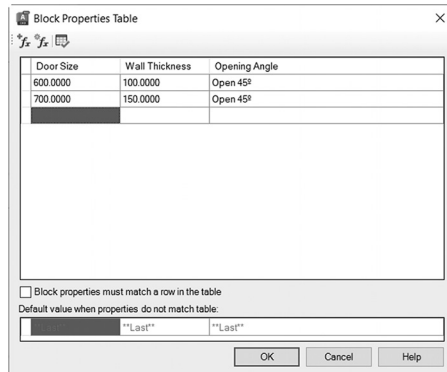 Block Properties Table
Door Size Wall Thickness Opening Angle
600.0000 100.0000 Open 45º
700.0000 150.0000 Open 45º
Block properties must match a row in the table
Default value when properties do not match table:
**Last** **Last** **Last**
OK Cancel Help